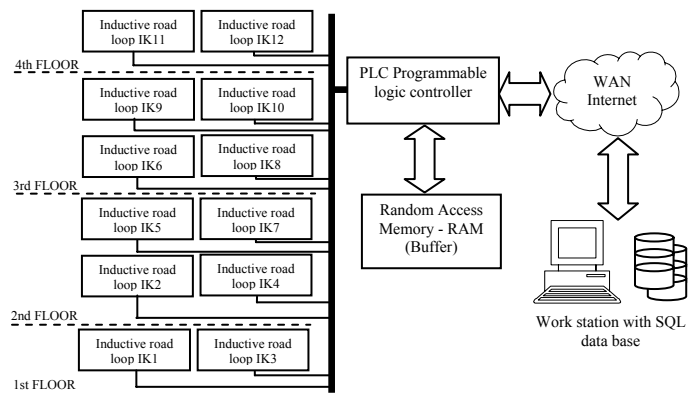 Inductive road
loop IK11
Inductive road
loop IK12
4th FLOOR
Inductive road
loop IK9
Inductive road
loop IK10
Inductive road
loop IK6
Inductive road
loop IK8
3rd FLOOR
Inductive road
loop IK5
Inductive road
loop IK7
Inductive road
loop IK2
Inductive road
loop IK4
2nd FLOOR
Inductive road
loop IK1
Inductive road
loop IK3
1st FLOOR
PLC Programmable
logic controller
WAN
Internet
Random Access
Memory - RAM
(Buffer)
Work station with SQL
data base